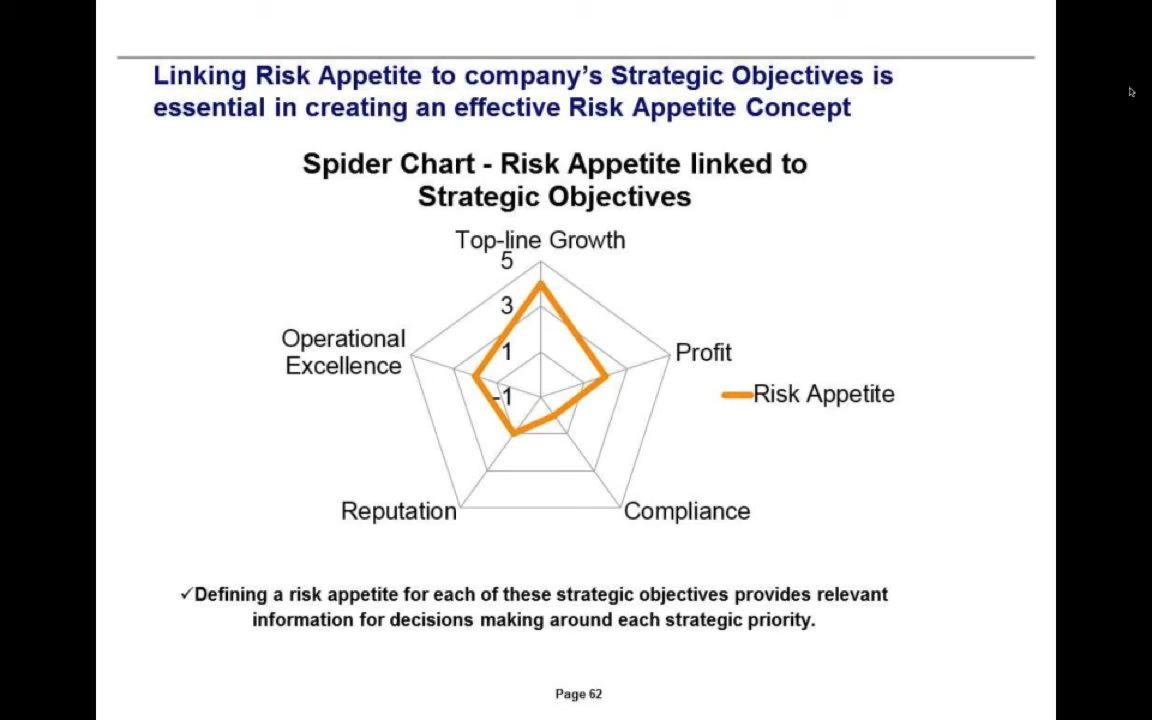 Linking Risk Appetite to company’s Strategic Objectives is
essential in creating an effective Risk Appetite Concept
Spider Chart - Risk Appetite linked to
Strategic Objectives
Top-line Growth
5
3
Operational
Excellence
1
Profit
-1
Risk Appetite
Reputation
Compliance
✓Defining a risk appetite for each of these strategic objectives provides relevant
information for decisions making around each strategic priority.
Page 62